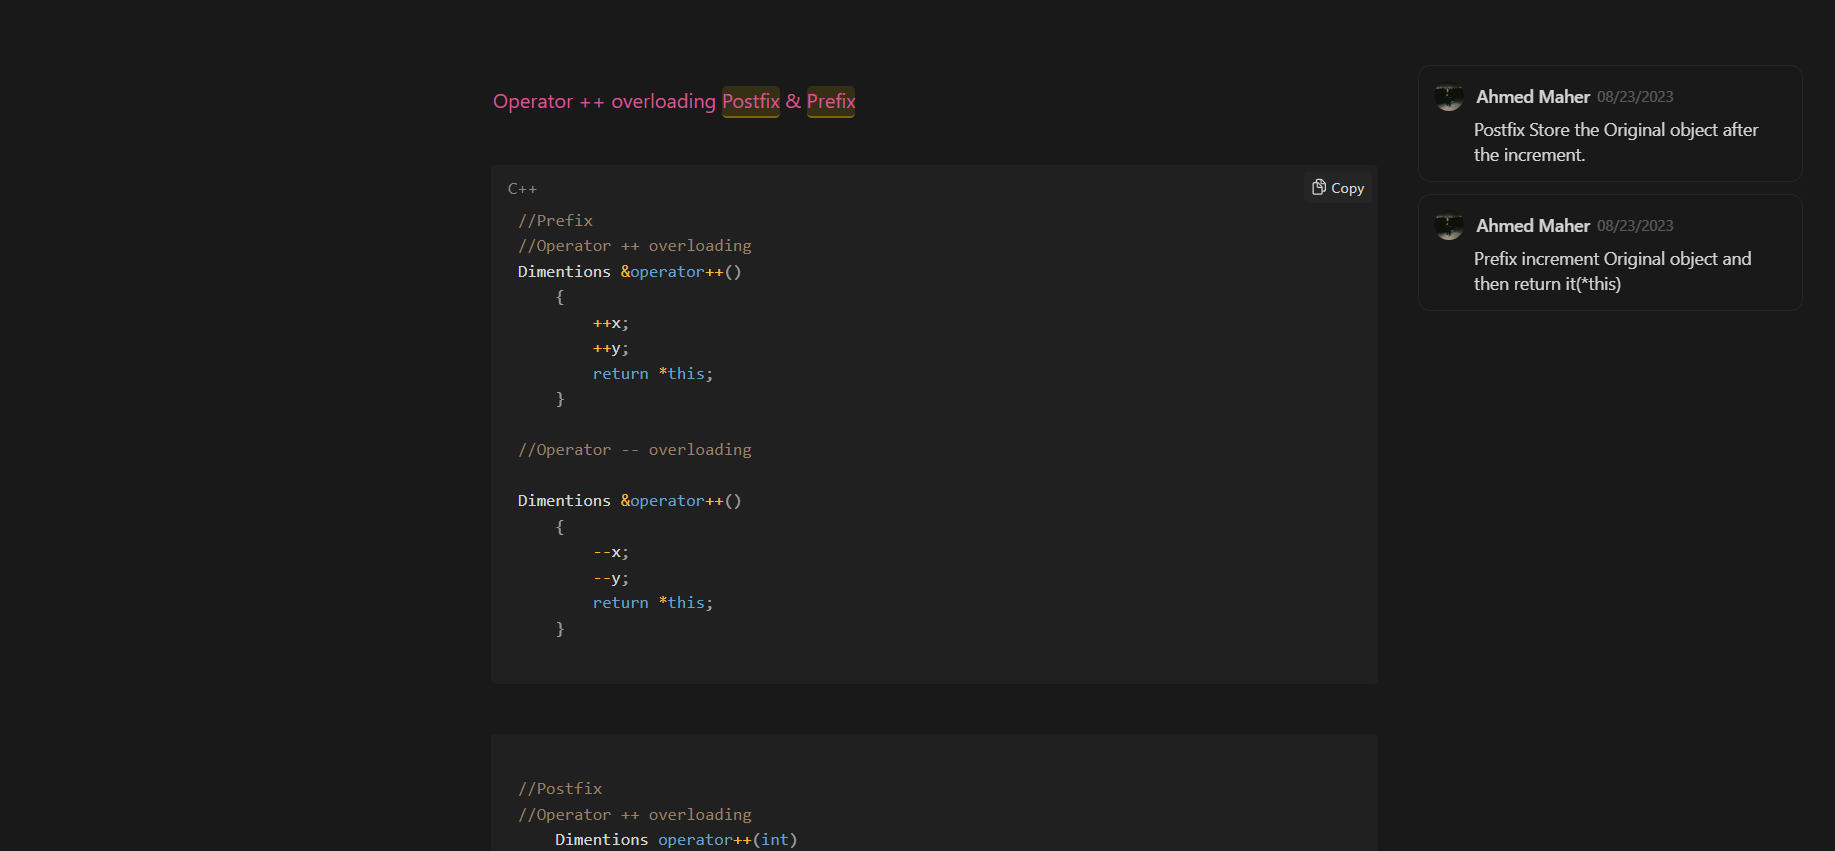 Operator ++ overloading Postfix & Prefix
C++
Copy
//Prefix
//Operator ++ overloading
Dimentions &operator++()
{
++x;
++y;
return *this;
}
//Operator -- overloading
Dimentions &operator++()
{
--x;
--y;
return *this;
}
//Postfix
//Operator ++ overloading
Dimentions operator++(int)
Ahmed Maher 08/23/2023
Postfix Store the Original object after
the increment.
Ahmed Maher 08/23/2023
Prefix increment Original object and
then return it(*this)